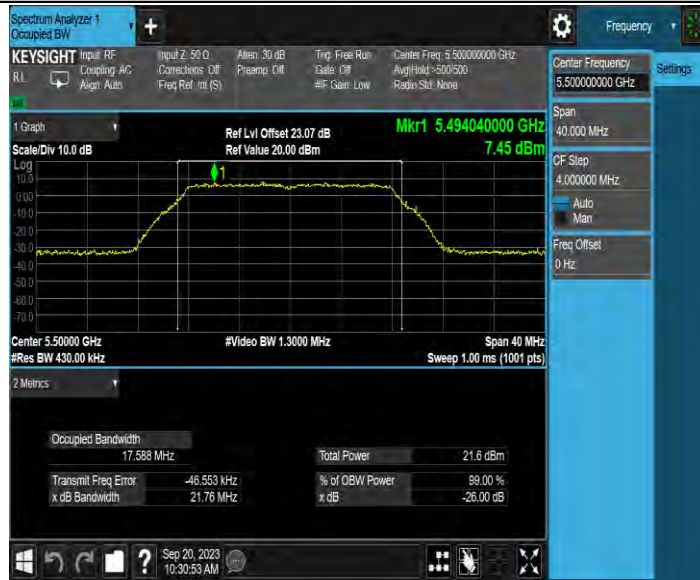 Spectrum Analyzer 1
Occupied BW
Frequency
KEYSIGHT Input: RF
Coupling: AC
Align: Auto
RL
Input Z: 50 Ω
Corrections: Off
Freq Ref: Int (S)
Atten: 30 dB
Preamp: Off
Trig: Free Run
Gate: Off
#IF Gain: Low
Center Freq: 5.500000000 GHz
Avg|Hold:>500/500
Radio Std: None
Center Frequency
5.500000000 GHz
Settings
Span
40.000 MHz
CF Step
4.000000 MHz
Auto
Man
Freq Offset
0 Hz
1 Graph
Scale/Div 10.0 dB
Ref Lvl Offset 23.07 dB
Ref Value 20.00 dBm
Mkr1 5.494040000 GHz
7.45 dBm
Log
10.0
0.00
-10.0
-20.0
-30.0
-40.0
-50.0
-60.0
-70.0
1
Center 5.50000 GHz
#Res BW 430.00 kHz
#Video BW 1.3000 MHz
Span 40 MHz
Sweep 1.00 ms (1001 pts)
2 Metrics
Occupied Bandwidth
17.588 MHz
Total Power 21.6 dBm
Transmit Freq Error -46.553 kHz
% of OBW Power 99.00 %
x dB Bandwidth 21.76 MHz
x dB -26.00 dB
?
Sep 20, 2023
10:30:53 AM